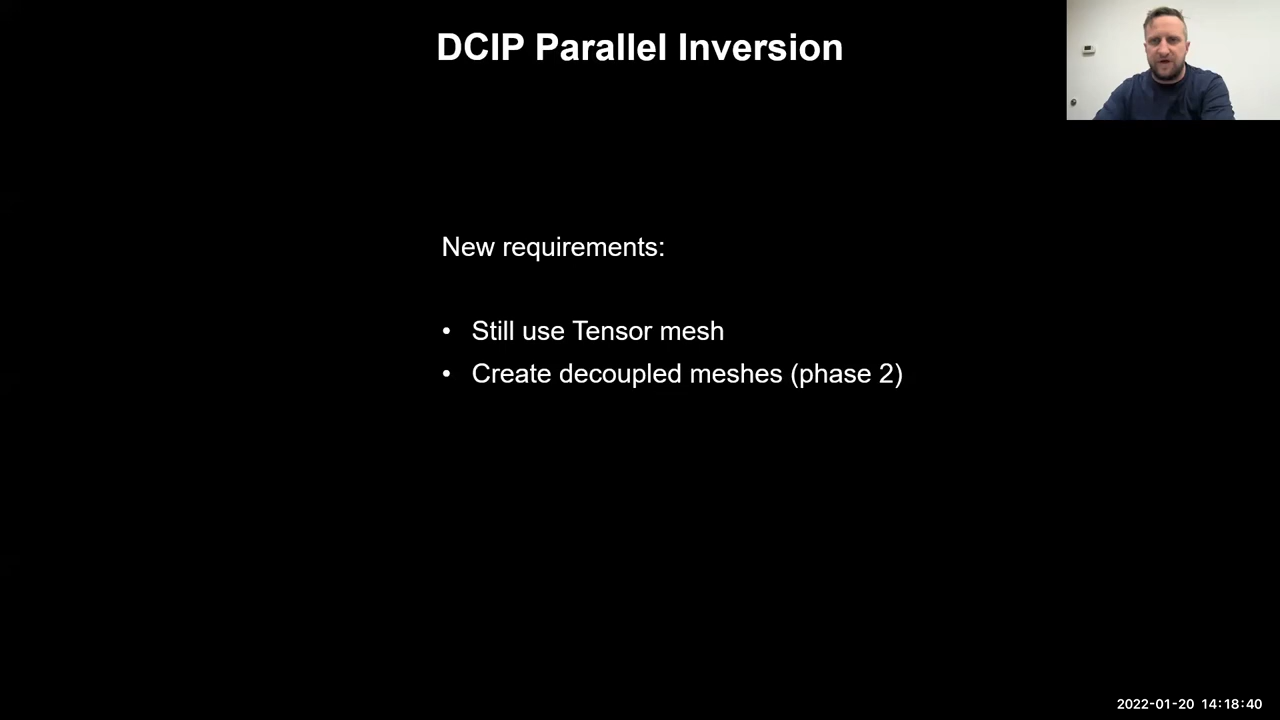 DCIP Parallel Inversion
New requirements:
• Still use Tensor mesh
• Create decoupled meshes (phase 2)
2022-01-20 14:18:40